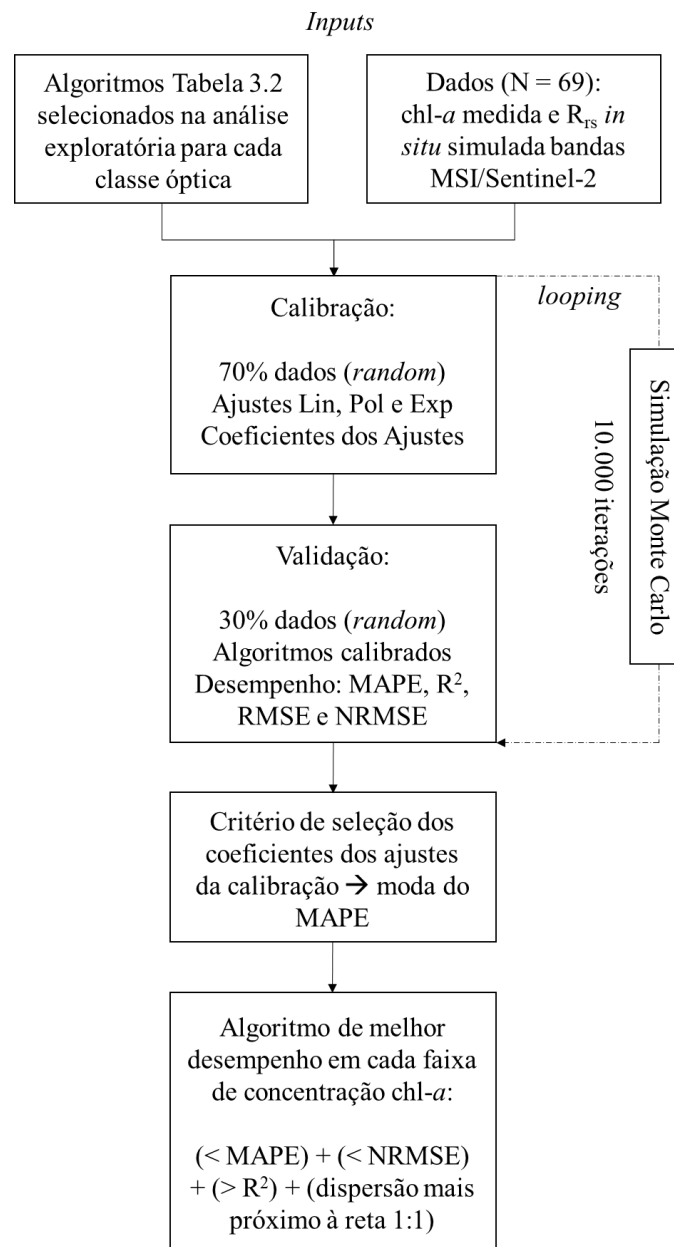 Inputs
Algoritmos Tabela 3.2
selecionados na análise
exploratória para cada
classe óptica
Dados (N = 69):
chl-a medida e Rrs in
situ simulada bandas
MSI/Sentinel-2
Calibração:
70% dados (random)
Ajustes Lin, Pol e Exp
Coeficientes dos Ajustes
looping
Simulação Monte Carlo
10.000 iterações
Validação:
30% dados (random)
Algoritmos calibrados
Desempenho: MAPE, R²,
RMSE e NRMSE
Critério de seleção dos
coeficientes dos ajustes
da calibração → moda do
MAPE
Algoritmo de melhor
desempenho em cada faixa
de concentração chl-a:
(< MAPE) + (< NRMSE)
+ (> R²) + (dispersão mais
próximo à reta 1:1)